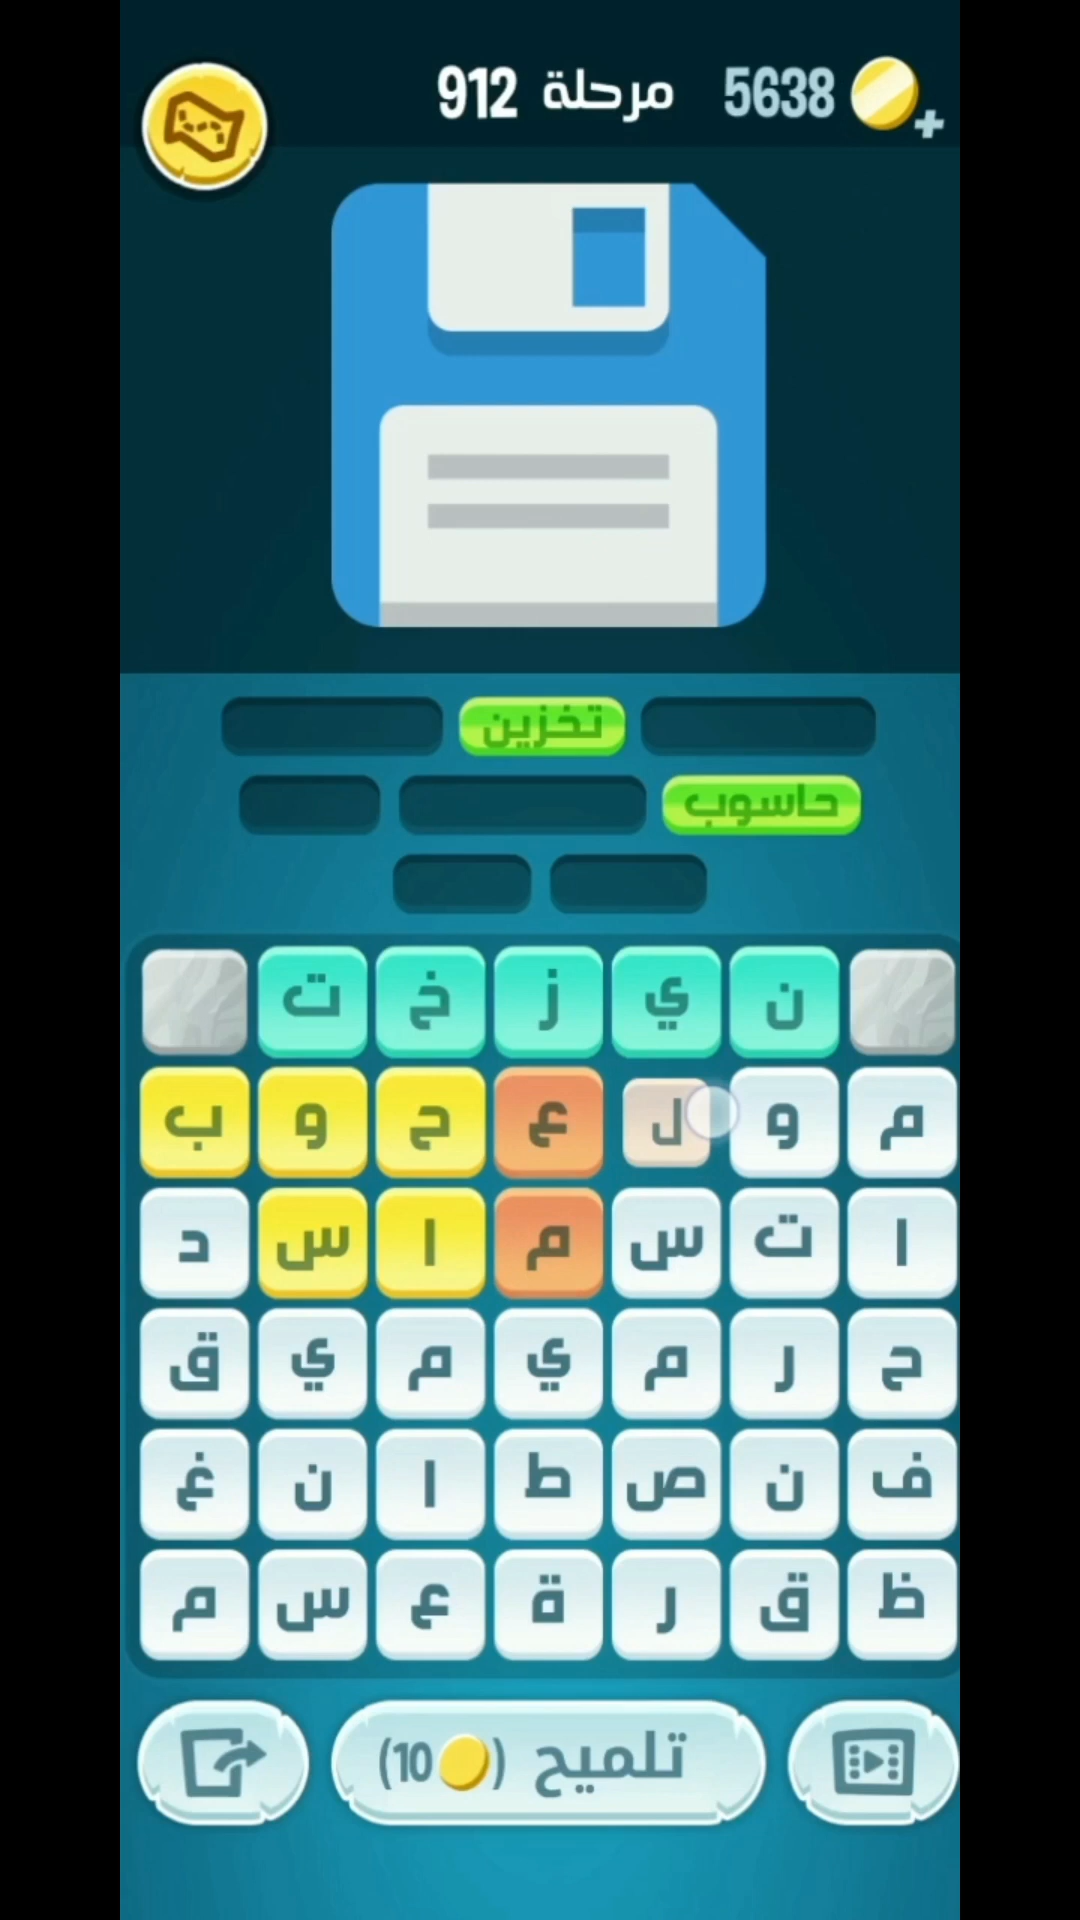 5638 مرحلة 912
تخزين
حاسوب
ن ي ز خ ت
م و ل ع ح و ب
ا ت س م ا س د
ح ر م ي م ي ق
ف ن ص ط ا ن غ
ظ ق ر ة ع س م
تلميح (10)